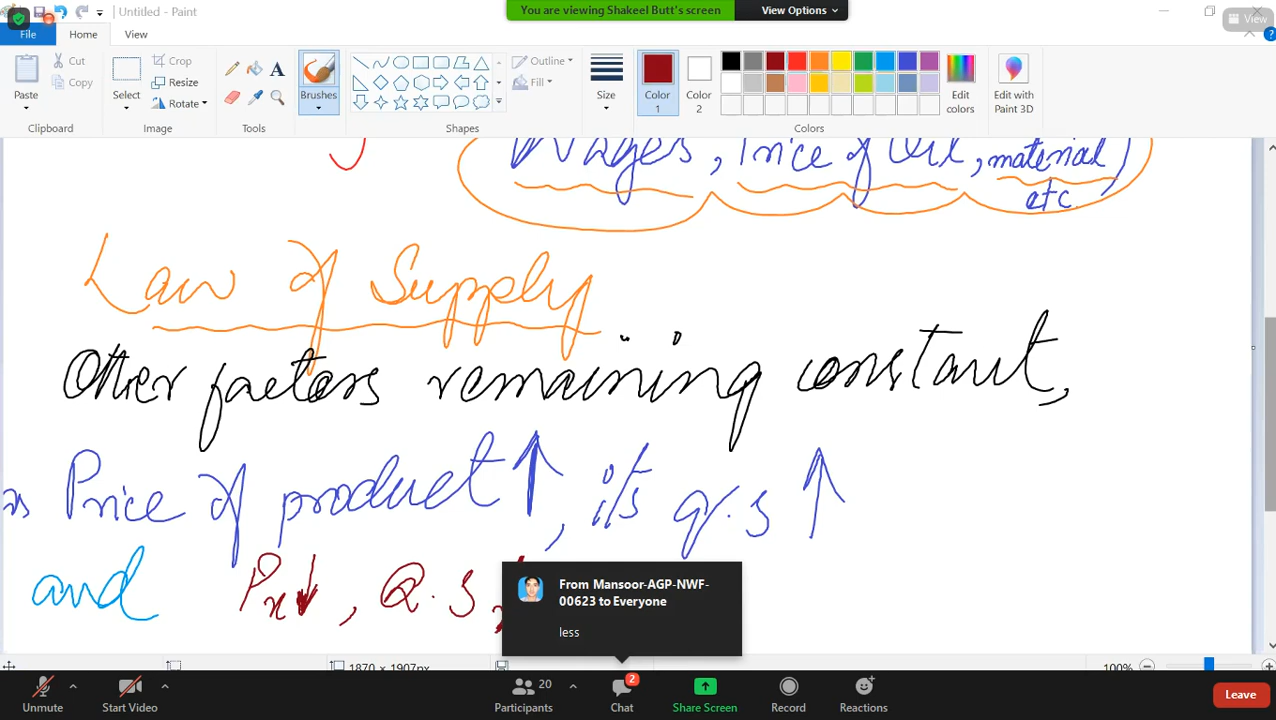 Untitled - Paint
You are viewing Shakeel Butt's screen
View Options
View
File
Home
View
Paste
Cut
Copy
Select
Crop
Resize
Rotate
Brushes
Outline
Fill
Size
Color 1
Color 2
Edit colors
Edit with Paint 3D
Clipboard
Image
Tools
Shapes
Colors
Wages, Price of Oil, material
etc
Law of Supply
Other factors remaining constant,
Price of product ↑, its q.s ↑
and Px↓, Q.S
From Mansoor-AGP-NWF-
00623 to Everyone
less
1870 × 1907px
100%
Unmute
Start Video
20
Participants
2
Chat
Share Screen
Record
Reactions
Leave